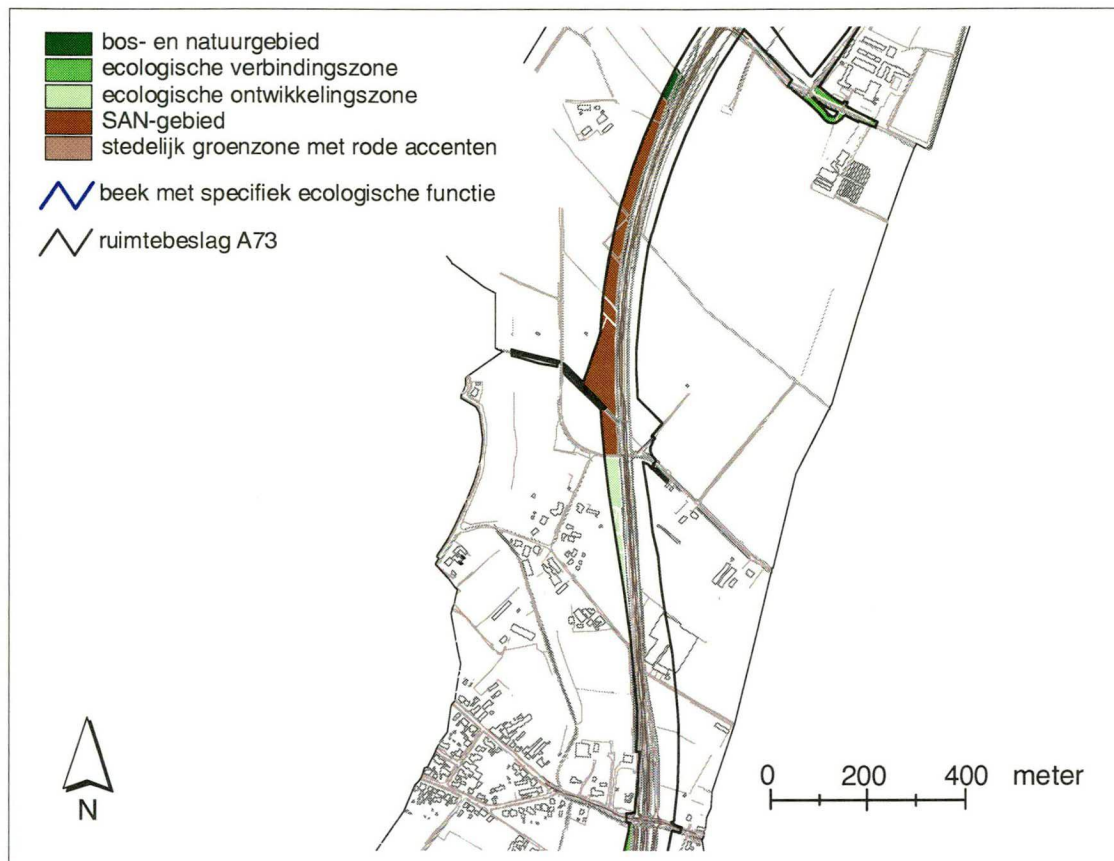 bos- en natuurgebied
ecologische verbindingszone
ecologische ontwikkelingszone
SAN-gebied
stedelijk groenzone met rode accenten
beek met specifiek ecologische functie
ruimtebeslag A73
N
0 200 400 meter